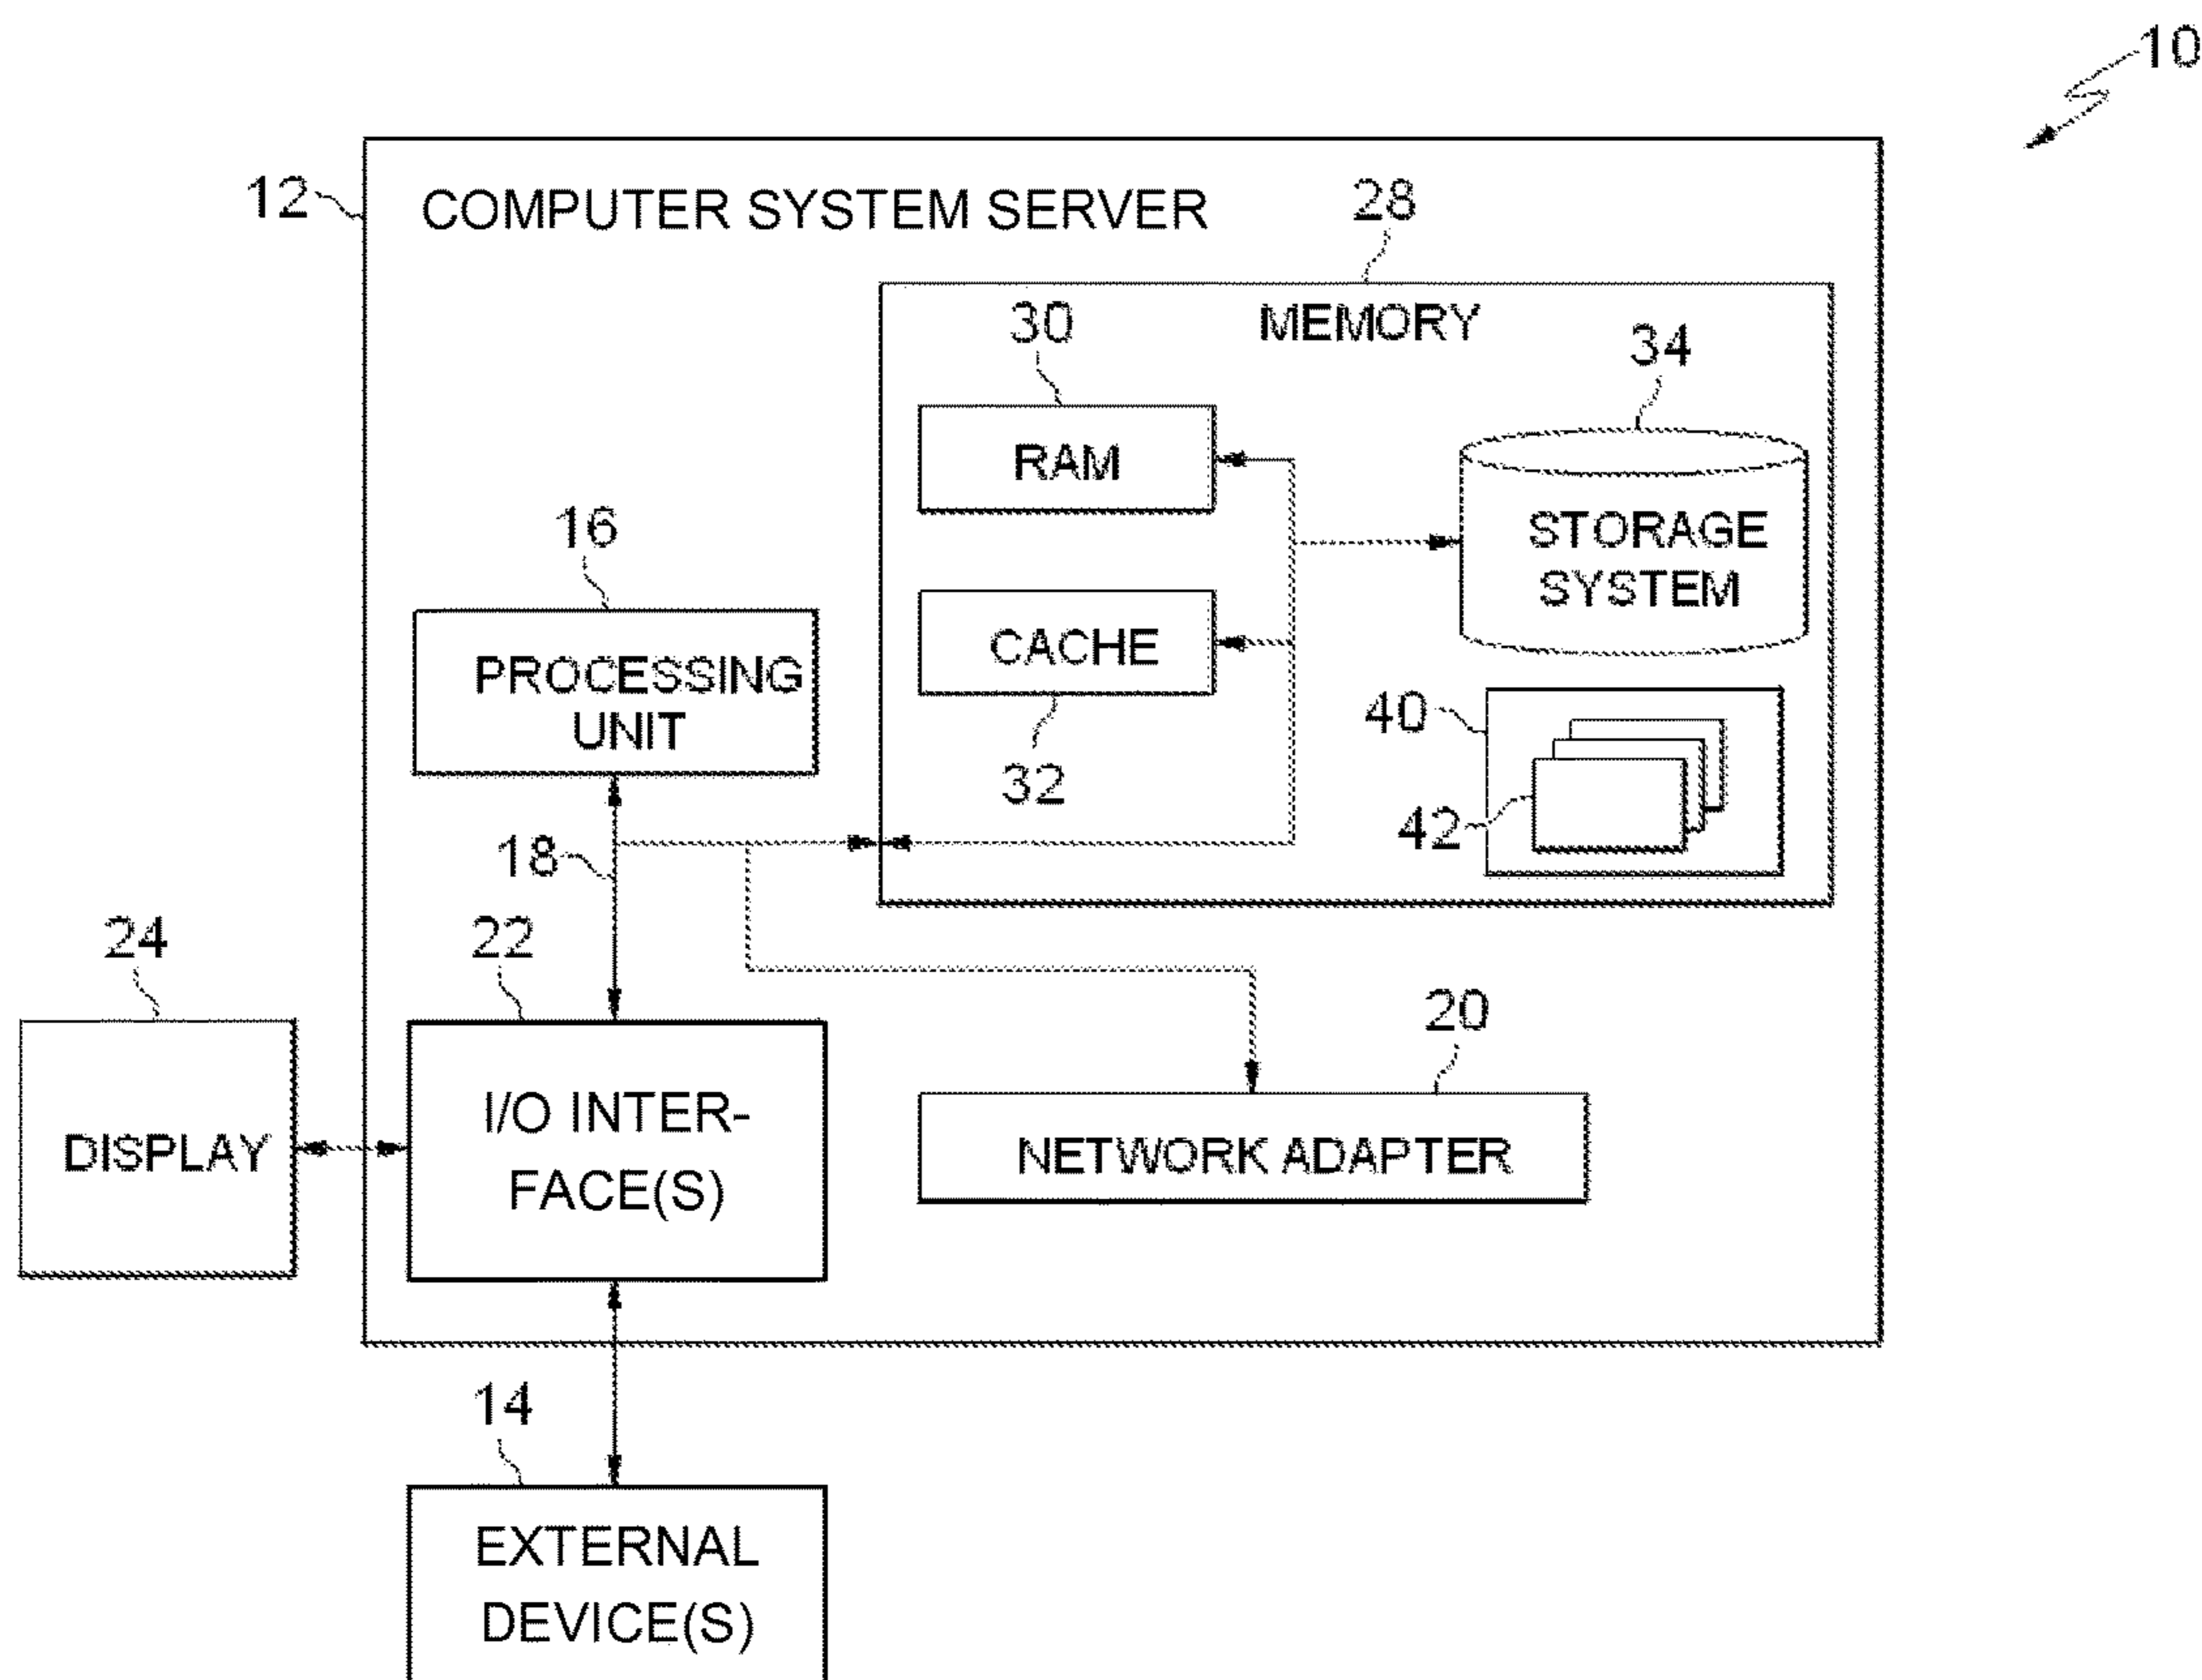 10
12
COMPUTER SYSTEM SERVER
28
MEMORY
30
34
RAM
STORAGE
SYSTEM
16
PROCESSING
UNIT
CACHE
32
40
42
18
24
22
20
DISPLAY
I/O INTER-
FACE(S)
NETWORK ADAPTER
14
EXTERNAL
DEVICE(S)